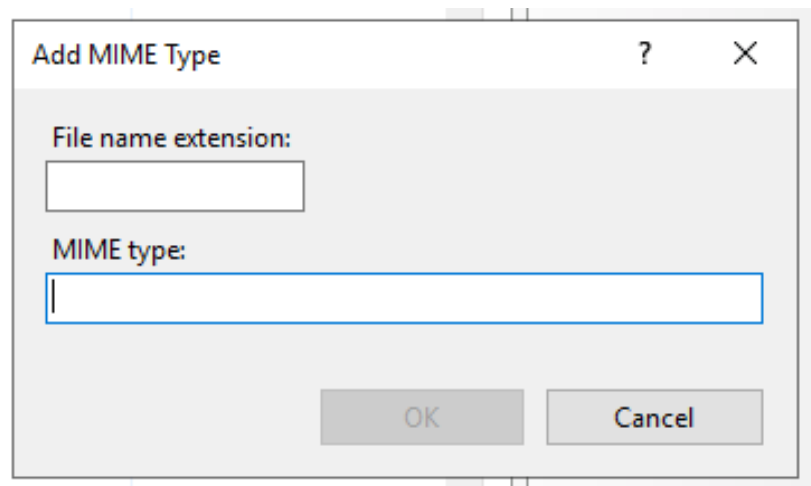 Add MIME Type ?
File name extension:
MIME type:
OK Cancel